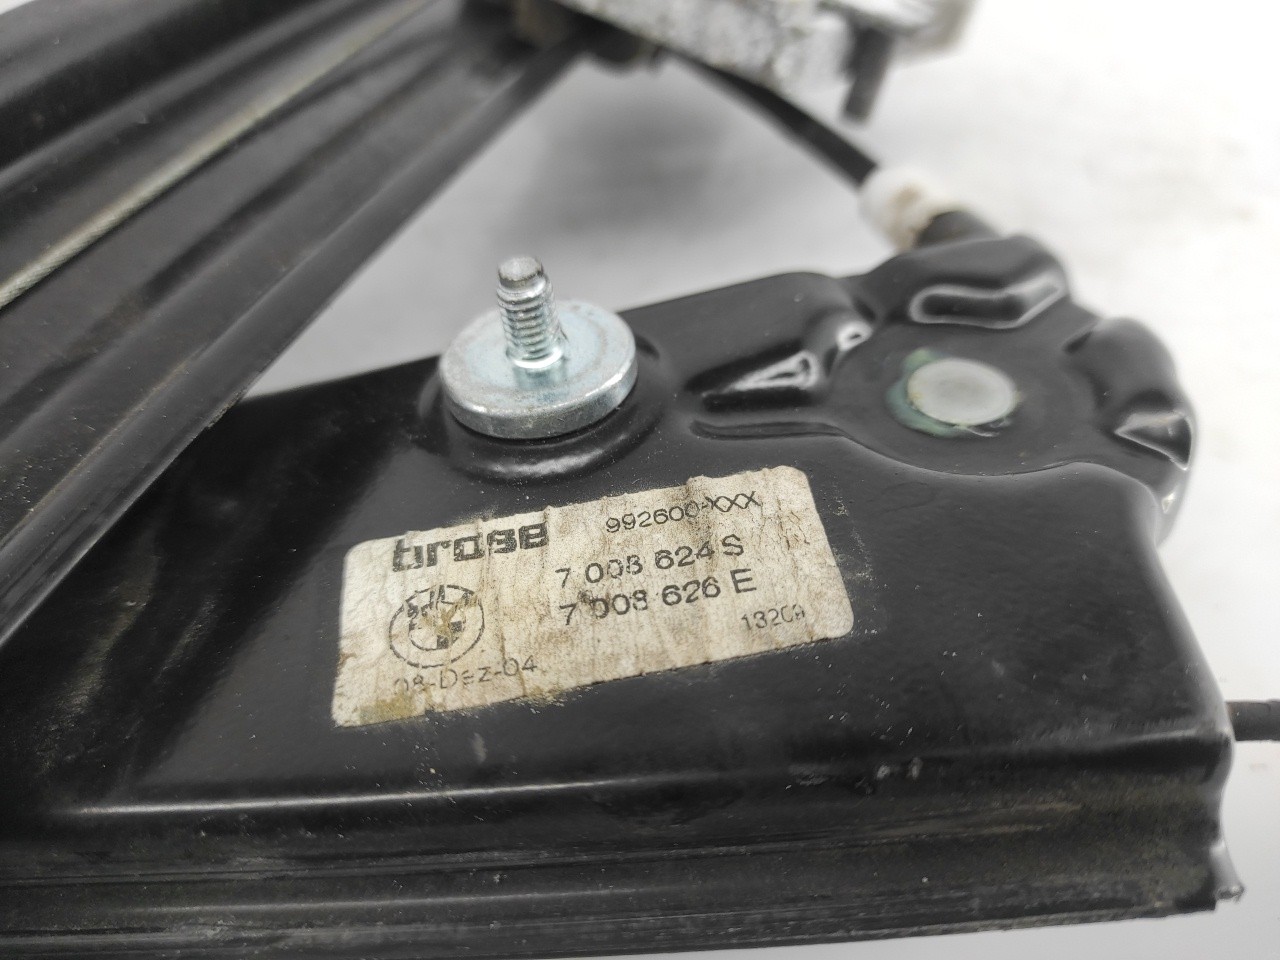 brose
992600-XXX
7 008 624 S
7 008 626 E
13209
08-Dez-04